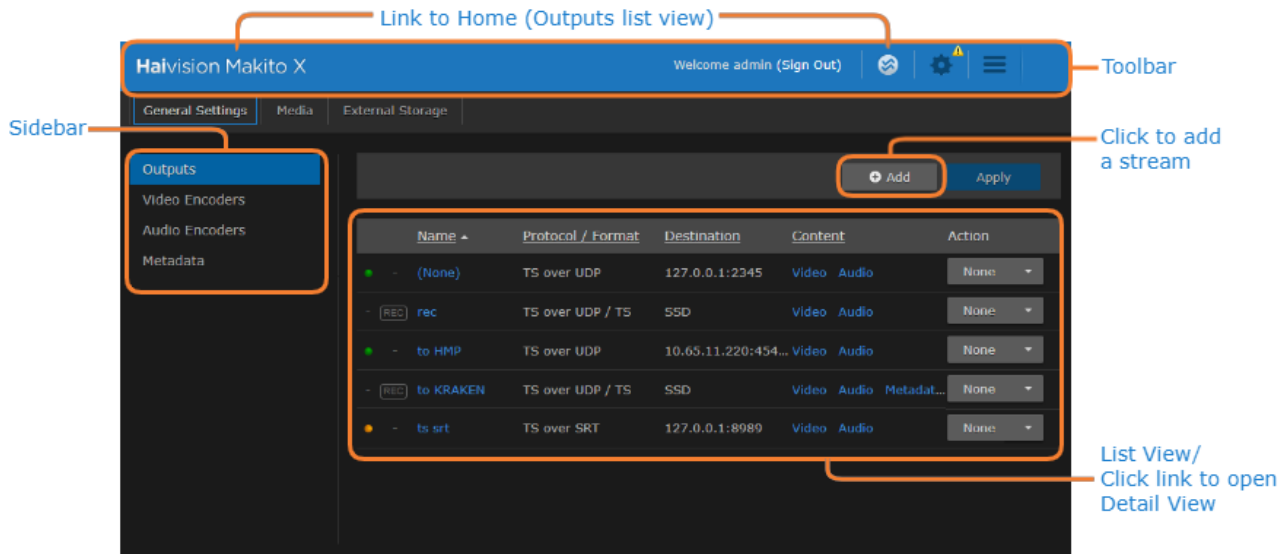 Link to Home (Outputs list view)
Haivision Makito X
Welcome admin (Sign Out)
Toolbar
General Settings Media External Storage
Sidebar
Click to add
a stream
Outputs
Video Encoders
Audio Encoders
Metadata
Add Apply
Name Protocol / Format Destination Content Action
- (None) TS over UDP 127.0.0.1:2345 Video Audio None
- REC rec TS over UDP / TS SSD Video Audio None
- to HMP TS over UDP 10.65.11.220:454... Video Audio None
- REC to KRAKEN TS over UDP / TS SSD Video Audio Metadat... None
- ts srt TS over SRT 127.0.0.1:8989 Video Audio None
List View/
Click link to open
Detail View